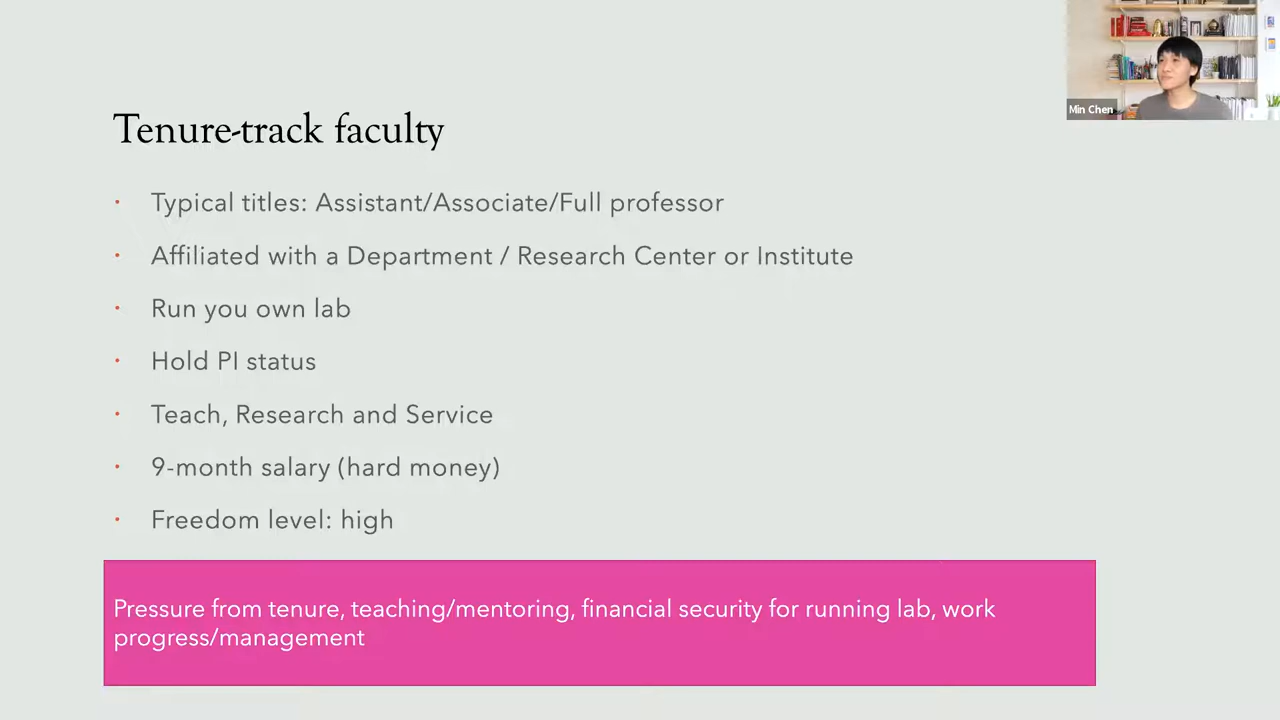 Min Chen
Tenure-track faculty
· Typical titles: Assistant/Associate/Full professor
· Affiliated with a Department / Research Center or Institute
· Run you own lab
· Hold PI status
· Teach, Research and Service
· 9-month salary (hard money)
· Freedom level: high
Pressure from tenure, teaching/mentoring, financial security for running lab, work
progress/management